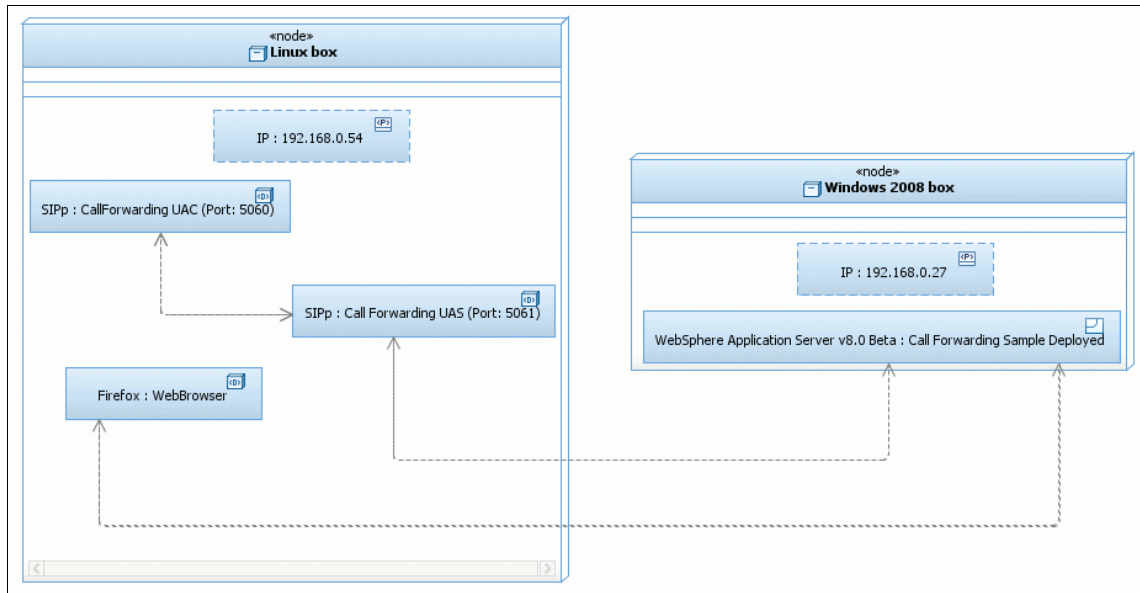 «node»
Linux box
IP : 192.168.0.54
<P>
SIPp : CallForwarding UAC (Port: 5060)
<D>
SIPp : Call Forwarding UAS (Port: 5061)
<D>
Firefox : WebBrowser
<D>
«node»
Windows 2008 box
IP : 192.168.0.27
<P>
WebSphere Application Server v8.0 Beta : Call Forwarding Sample Deployed